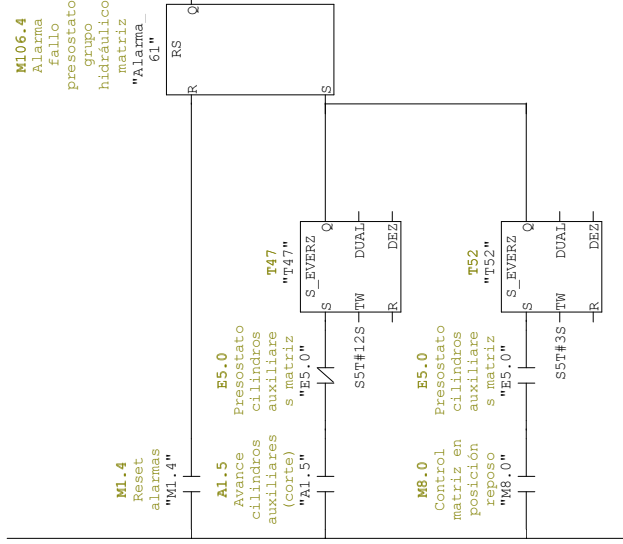 M106.4
Alarma
fallo
presostato
grupo
hidráulico
matriz
"Alarma_
61"
RS
R
Q
S
M1.4
Reset
alarmas
"M1.4"
A1.5
Avance
cilindros
auxiliares
(corte)
"A1.5"
E5.0
Presostato
cilindros
auxiliare
s matriz
"E5.0"
T47
"T47"
S_EVERZ
S
Q
S5T#12S
TW
DUAL
R
DEZ
M8.0
Control
matriz en
posición
reposo
"M8.0"
E5.0
Presostato
cilindros
auxiliare
s matriz
"E5.0"
T52
"T52"
S_EVERZ
S
Q
S5T#3S
TW
DUAL
R
DEZ